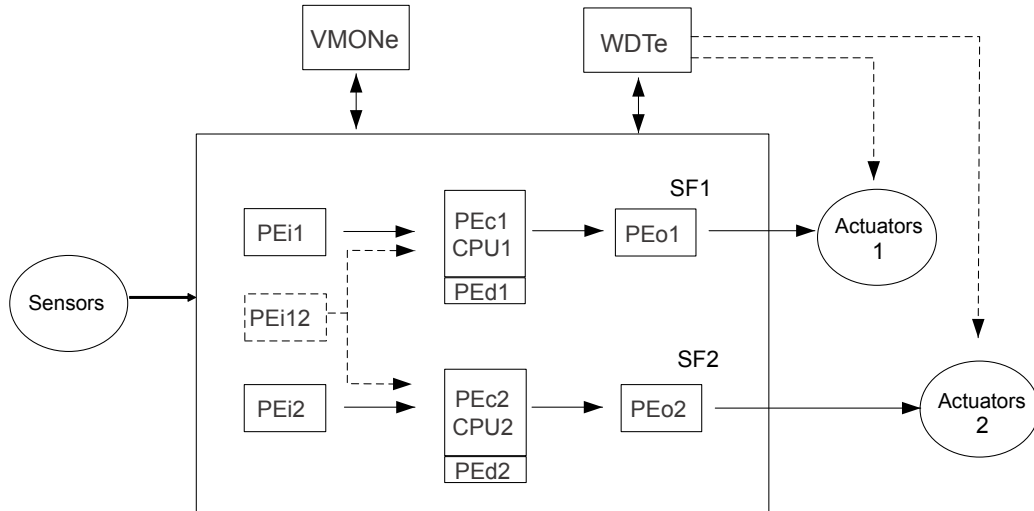 VMONe
WDTe
SF1
PEi1
PEc1
CPU1
PEd1
PEo1
Actuators
1
Sensors
PEi12
SF2
PEi2
PEc2
CPU2
PEd2
PEo2
Actuators
2